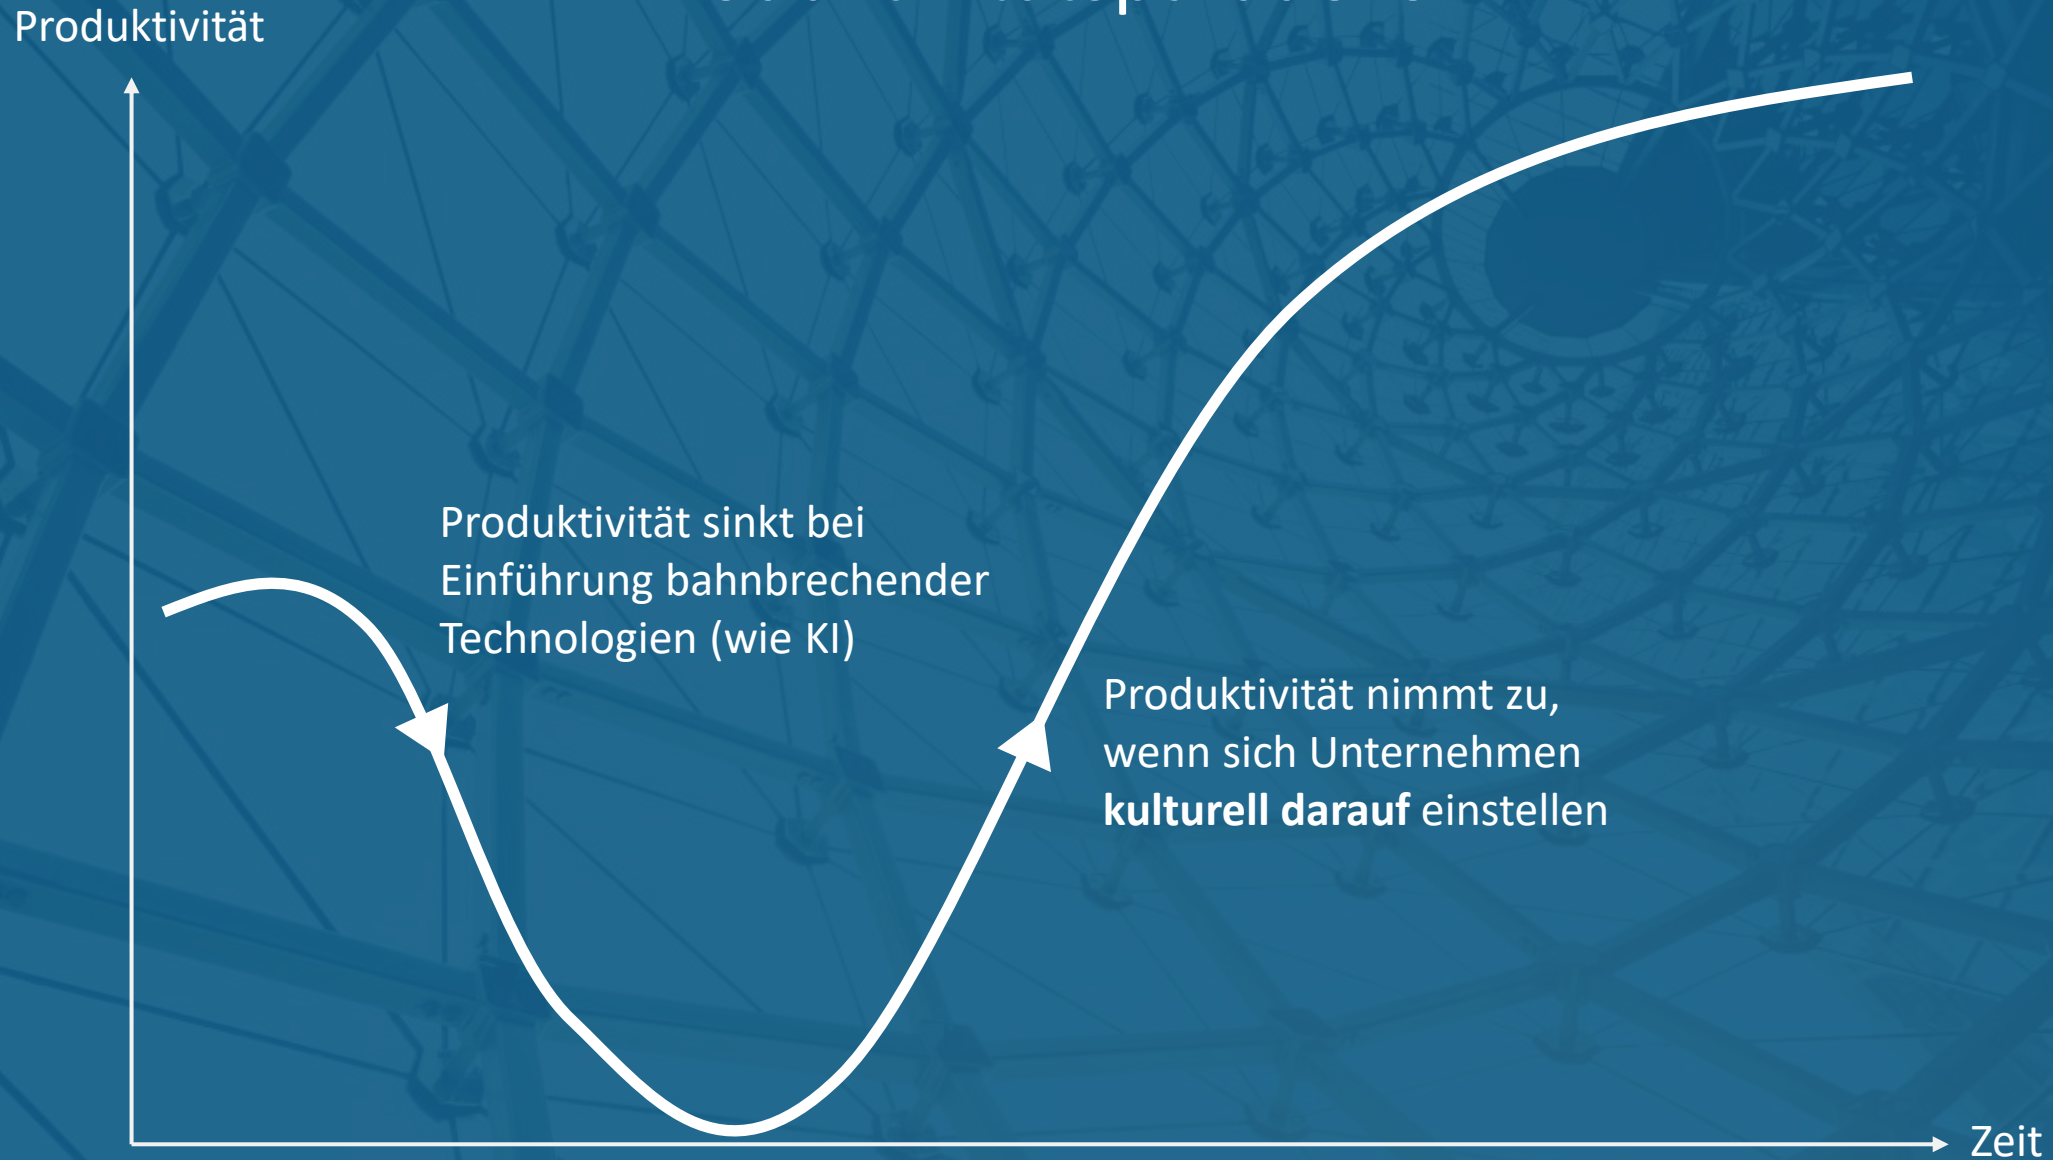 Produktivität
Produktivität sinkt bei
Einführung bahnbrechender
Technologien (wie KI)
Produktivität nimmt zu,
wenn sich Unternehmen
kulturell darauf einstellen
Zeit